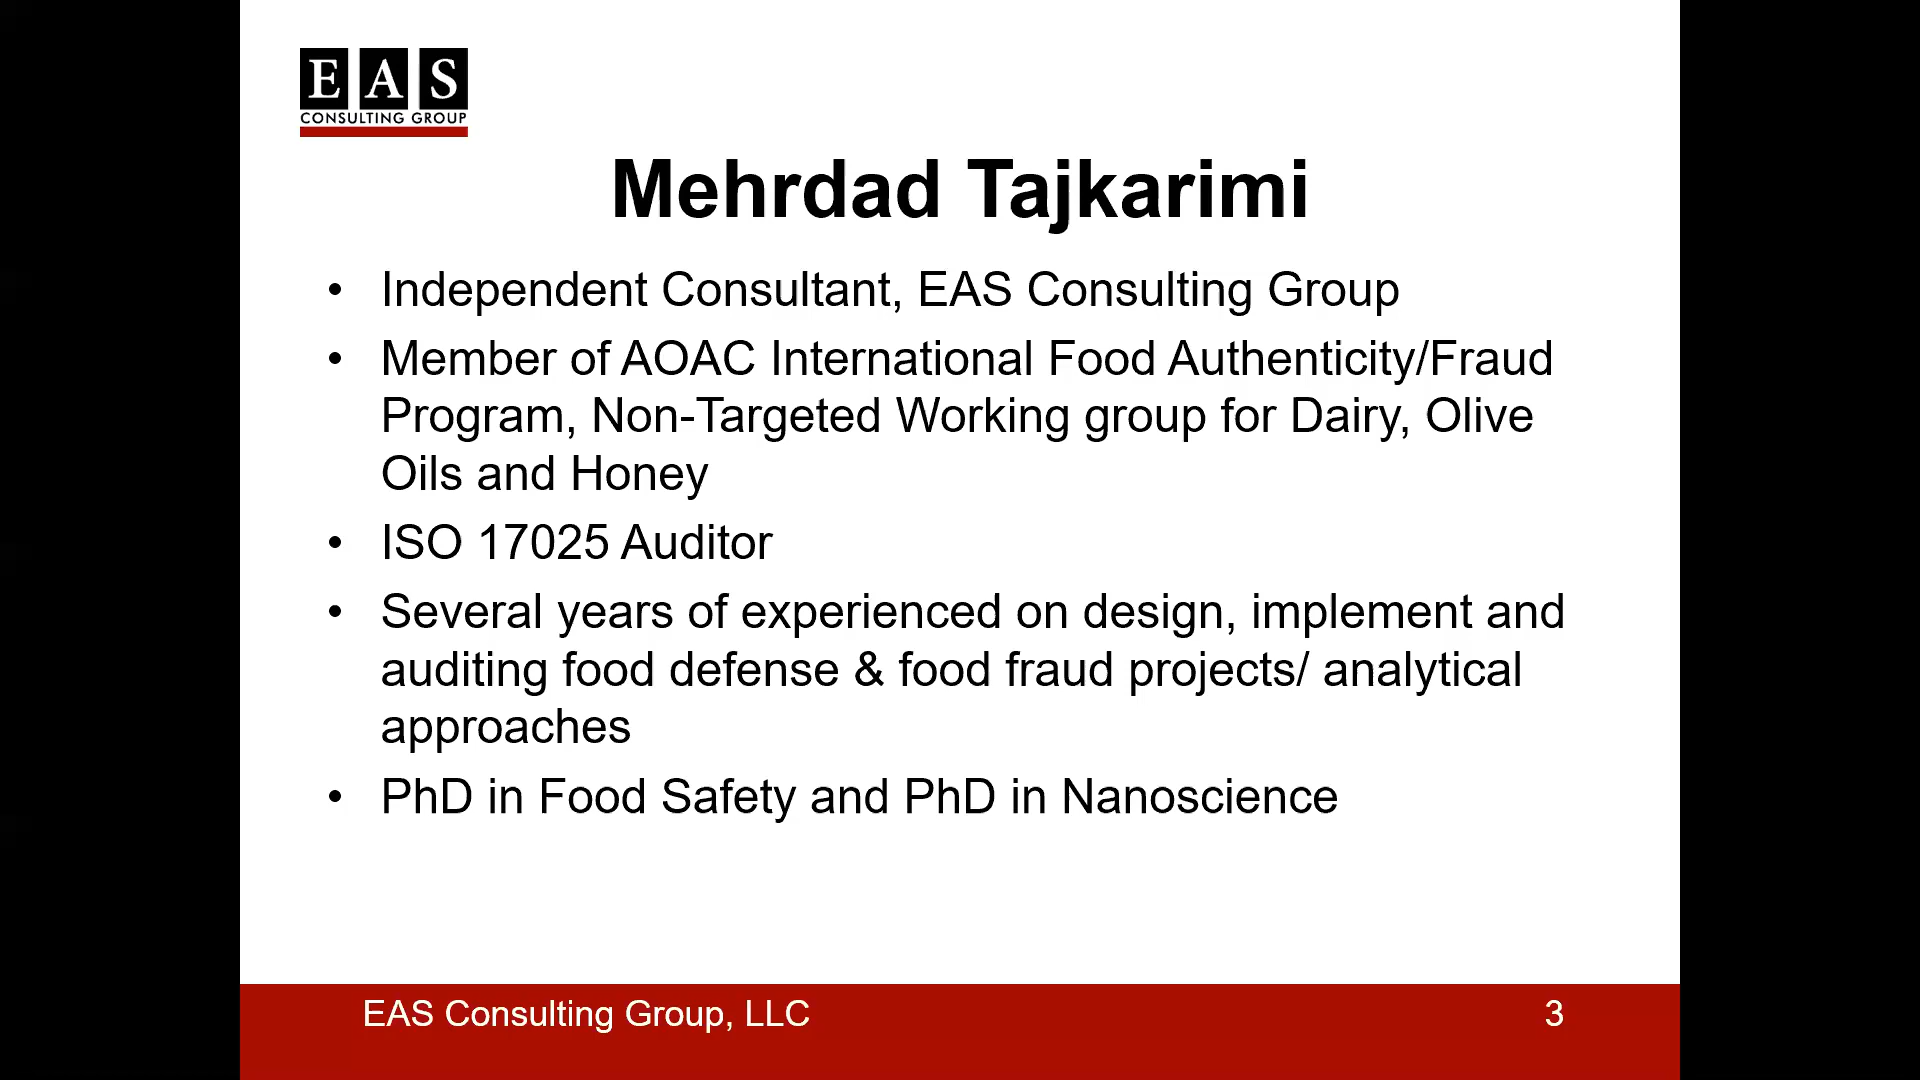 E A S
CONSULTING GROUP
Mehrdad Tajkarimi
• Independent Consultant, EAS Consulting Group
• Member of AOAC International Food Authenticity/Fraud
Program, Non-Targeted Working group for Dairy, Olive
Oils and Honey
• ISO 17025 Auditor
• Several years of experienced on design, implement and
auditing food defense & food fraud projects/ analytical
approaches
• PhD in Food Safety and PhD in Nanoscience
EAS Consulting Group, LLC
3